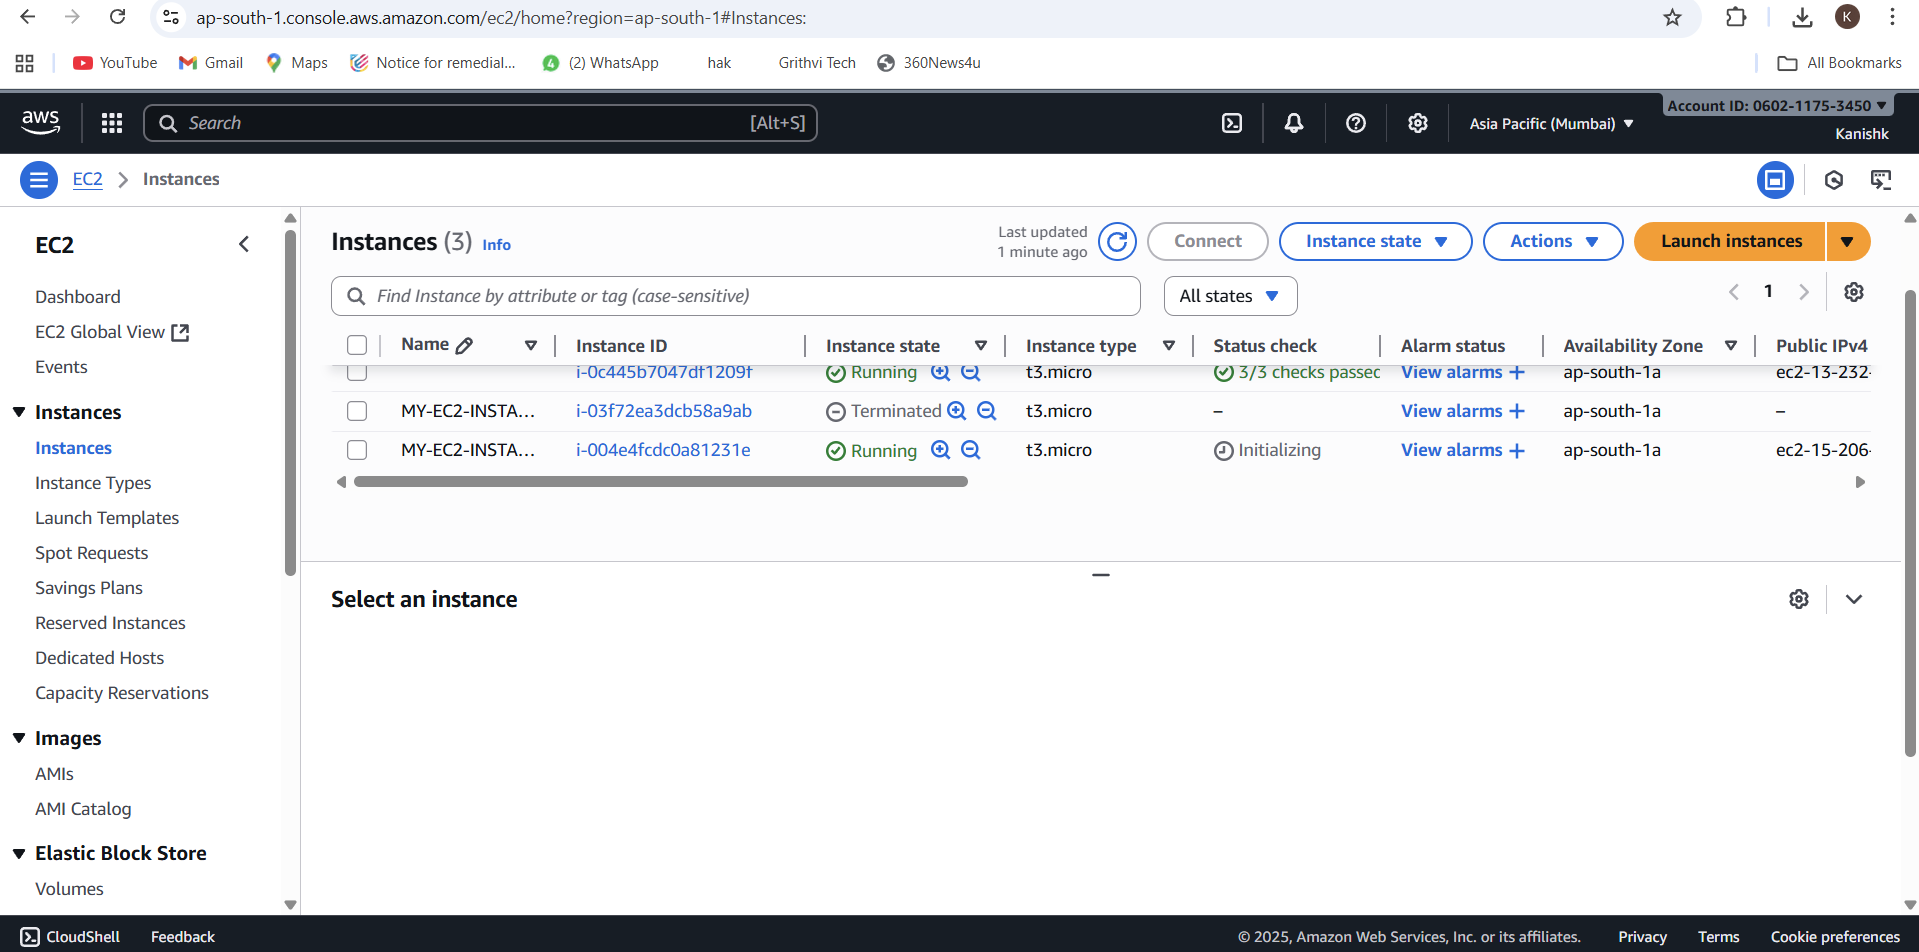 ap-south-1.console.aws.amazon.com/ec2/home?region=ap-south-1#Instances:
K
YouTube
Gmail
Maps
Notice for remedial...
4
(2) WhatsApp
hak
Grithvi Tech
360News4u
All Bookmarks
aws
Search
[Alt+S]
Asia Pacific (Mumbai)
Account ID: 0602-1175-3450
Kanishk
EC2
Instances
EC2
Dashboard
EC2 Global View
Events
Instances
Instances
Instance Types
Launch Templates
Spot Requests
Savings Plans
Reserved Instances
Dedicated Hosts
Capacity Reservations
Images
AMIs
AMI Catalog
Elastic Block Store
Volumes
Instances (3) Info
Last updated
1 minute ago
Connect
Instance state
Actions
Launch instances
Find Instance by attribute or tag (case-sensitive)
All states
1
Name Instance ID Instance state Instance type Status check Alarm status Availability Zone Public IPv4
i-0c445b7047df1209f Running t3.micro 3/3 checks passec View alarms + ap-south-1a ec2-13-232-
MY-EC2-INSTA... i-03f72ea3dcb58a9ab Terminated t3.micro – View alarms + ap-south-1a –
MY-EC2-INSTA... i-004e4fcdc0a81231e Running t3.micro Initializing View alarms + ap-south-1a ec2-15-206-
Select an instance
CloudShell
Feedback
© 2025, Amazon Web Services, Inc. or its affiliates.
Privacy
Terms
Cookie preferences